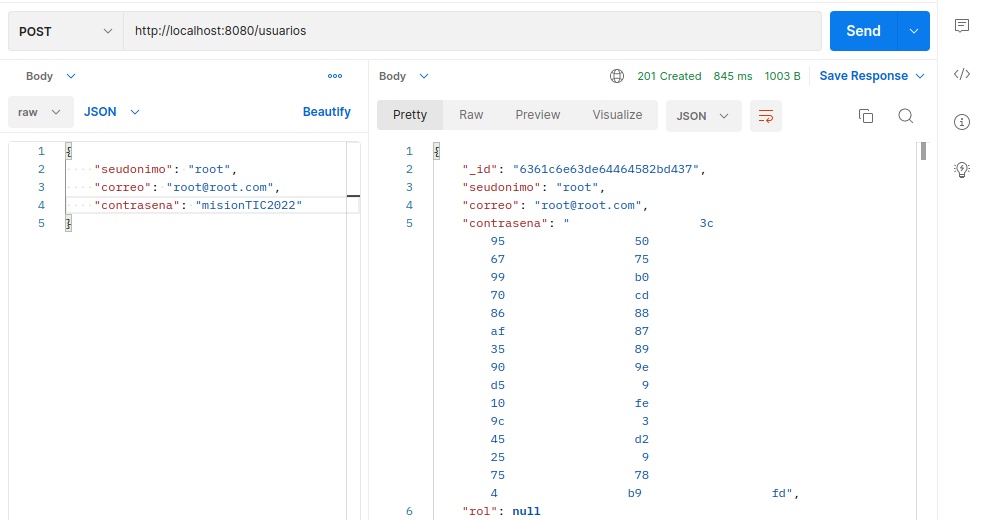 POST http://localhost:8080/usuarios Send
Body
raw JSON Beautify
1 {
2 "seudonimo": "root",
3 "correo": "root@root.com",
4 "contrasena": "misionTIC2022"
5 }
Body 201 Created 845 ms 1003 B Save Response
Pretty Raw Preview Visualize JSON
1 {
2 "_id": "6361c6e63de64464582bd437",
3 "seudonimo": "root",
4 "correo": "root@root.com",
5 "contrasena": " 3c
95 50
67 75
99 b0
70 cd
86 88
af 87
35 89
90 9e
d5 9
10 fe
9c 3
45 d2
25 9
75 78
4 b9 fd",
6 "rol": null